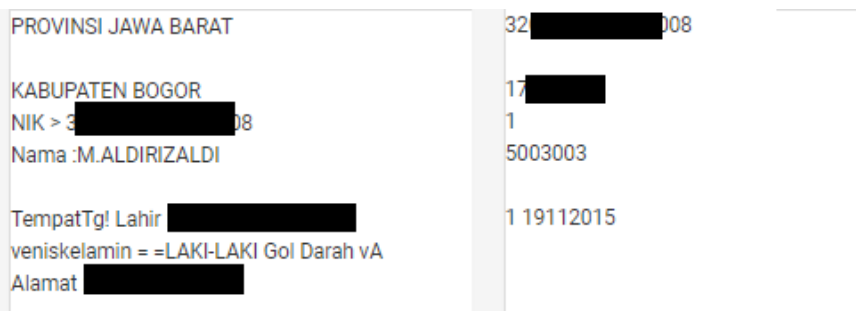 PROVINSI JAWA BARAT
KABUPATEN BOGOR
NIK > 3 08
Nama :M.ALDIRIZALDI
TempatTg! Lahir
veniskelamin = =LAKI-LAKI Gol Darah vA
Alamat
32 008
17
1
5003003
1 19112015